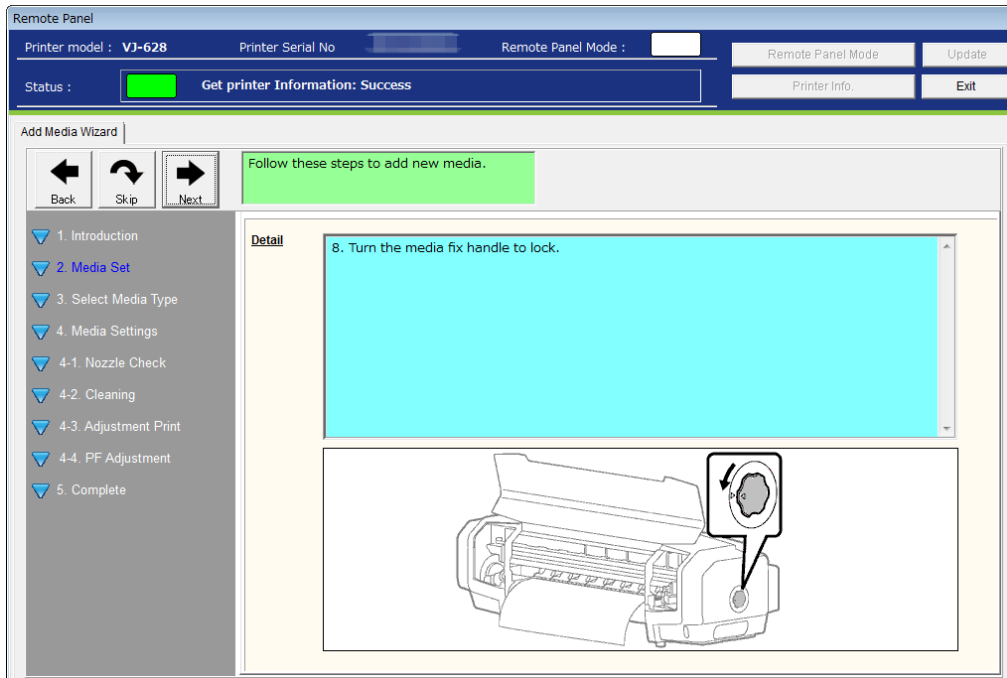 Remote Panel
Printer model : VJ-628 Printer Serial No Remote Panel Mode :
Remote Panel Mode Update
Status : Get printer Information: Success
Printer Info. Exit
Add Media Wizard
Back Skip Next
Follow these steps to add new media.
1. Introduction
2. Media Set
3. Select Media Type
4. Media Settings
4-1. Nozzle Check
4-2. Cleaning
4-3. Adjustment Print
4-4. PF Adjustment
5. Complete
Detail
8. Turn the media fix handle to lock.